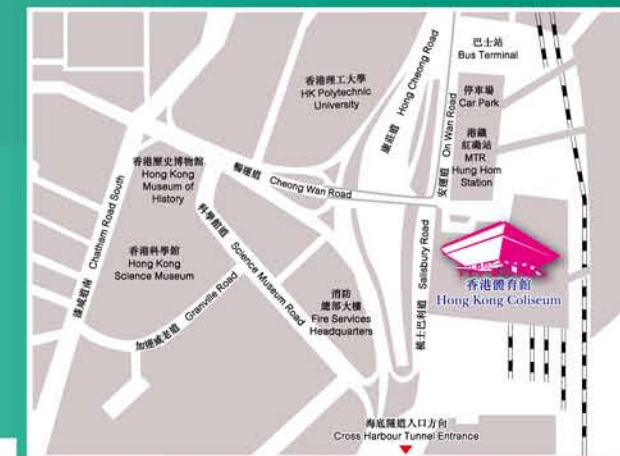 巴士站
Bus Terminal
康莊道 Hong Cheong Road
香港理工大學
HK Polytechnic
University
停車場
Car Park
安運道 On Wan Road
港鐵
紅磡站
MTR
Hung Hom
Station
香港歷史博物館
Hong Kong
Museum of
History
暢運道 Cheong Wan Road
漆咸道南 Chatham Road South
科學館道 Science Museum Road
香港科學館
Hong Kong
Science Museum
梳士巴利道 Salisbury Road
香港體育館
Hong Kong Coliseum
加連威老道 Granville Road
消防
總部大樓
Fire Services
Headquarters
海底隧道入口方向
Cross Harbour Tunnel Entrance